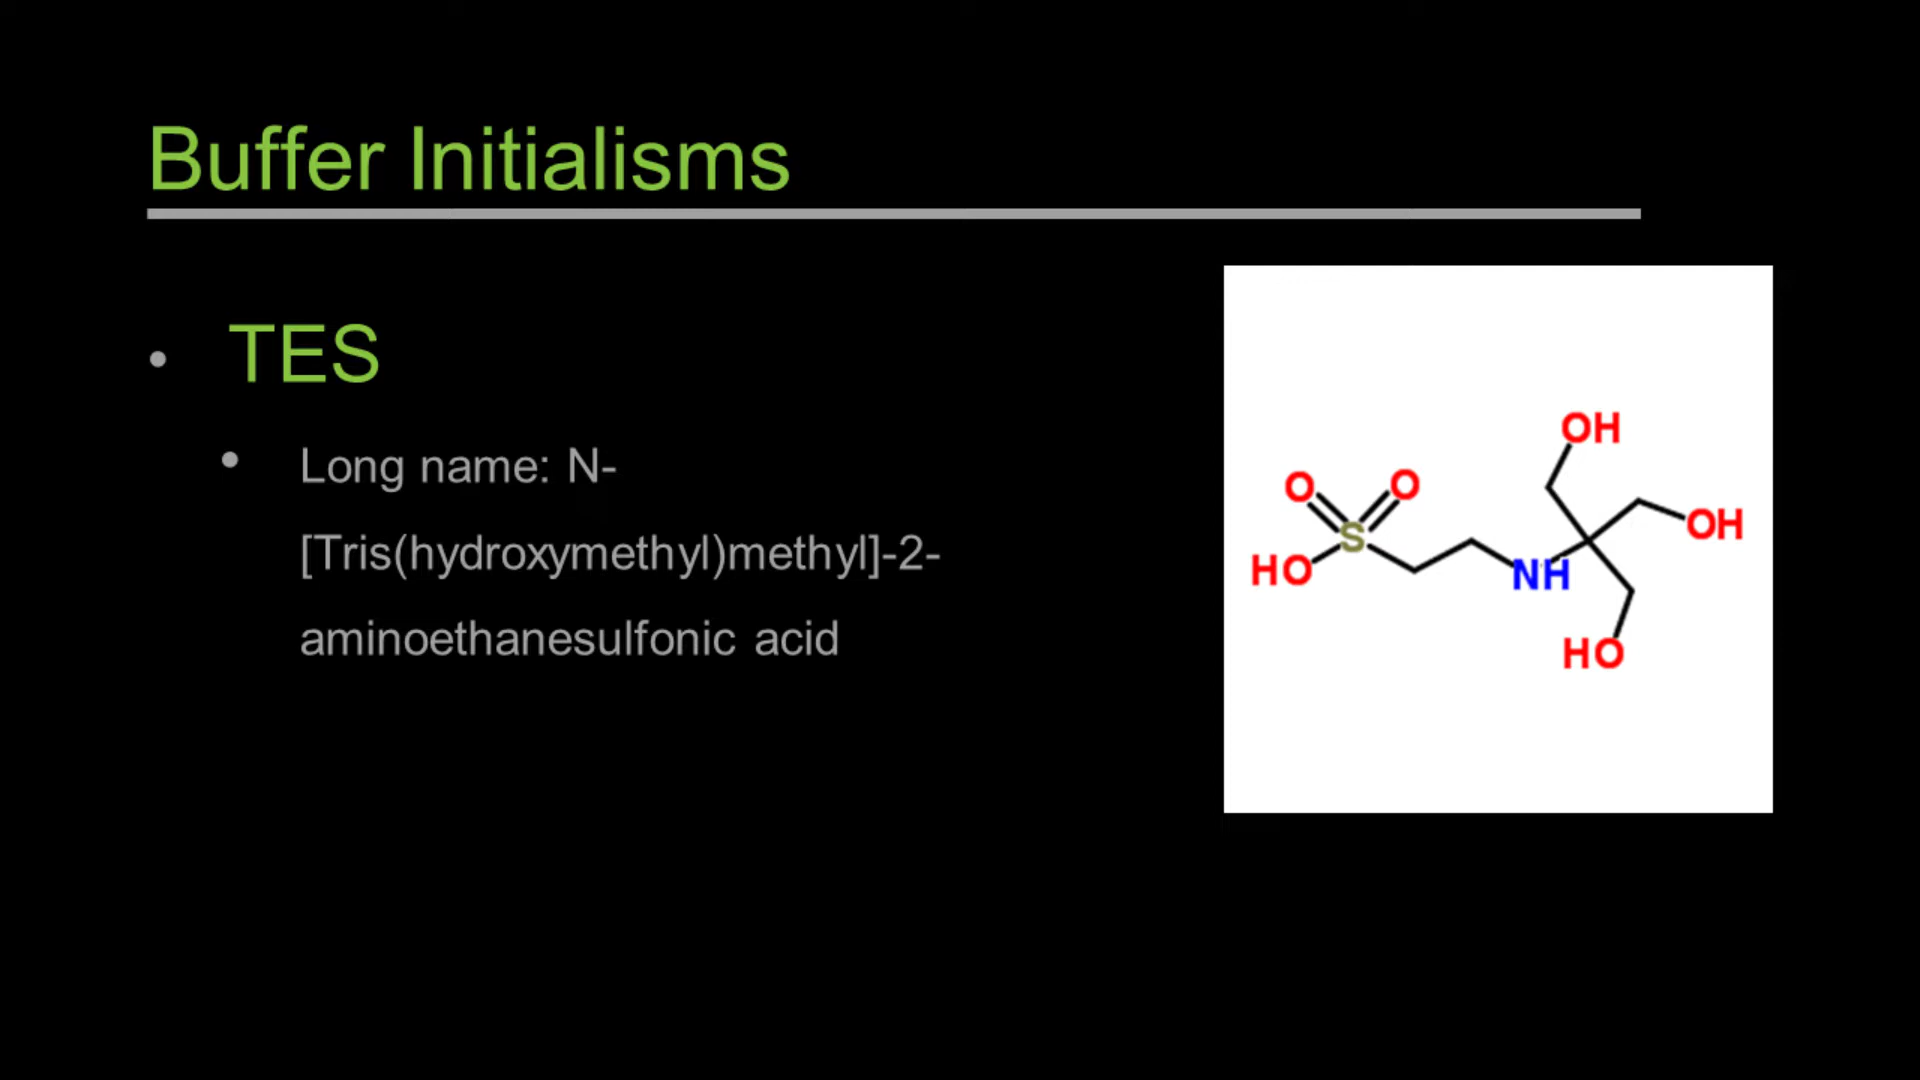 Buffer Initialisms
• TES
• Long name: N-
[Tris(hydroxymethyl)methyl]-2-
aminoethanesulfonic acid
OH
O O
OH
S
HO
NH
HO